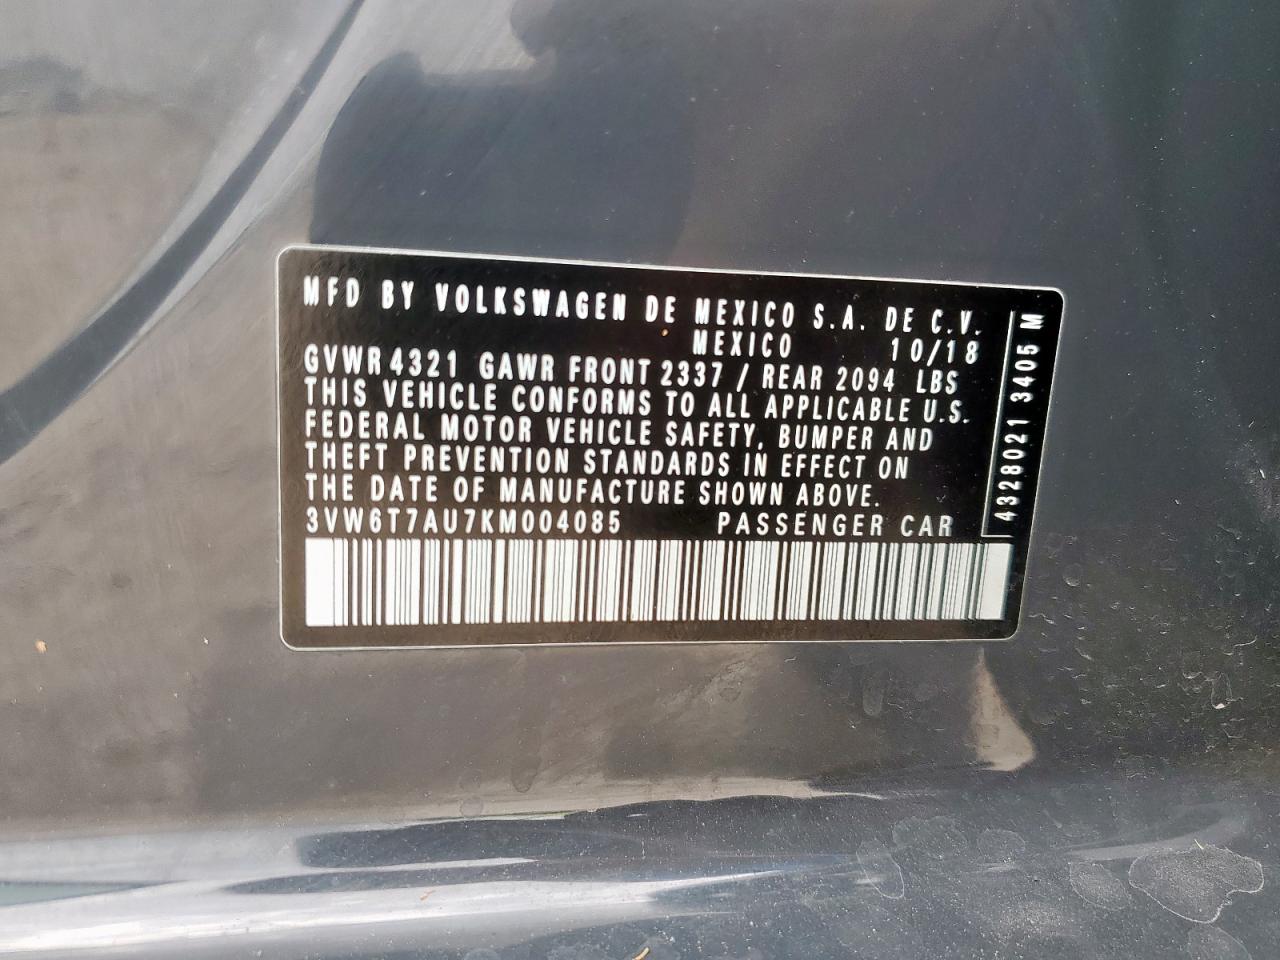 MFD BY VOLKSWAGEN DE MEXICO S.A. DE C.V.
MEXICO 10/18
GVWR 4321 GAWR FRONT 2337 / REAR 2094 LBS
THIS VEHICLE CONFORMS TO ALL APPLICABLE U.S.
FEDERAL MOTOR VEHICLE SAFETY, BUMPER AND
THEFT PREVENTION STANDARDS IN EFFECT ON
THE DATE OF MANUFACTURE SHOWN ABOVE.
3VW6T7AU7KM004085 PASSENGER CAR
4328021 3405 M